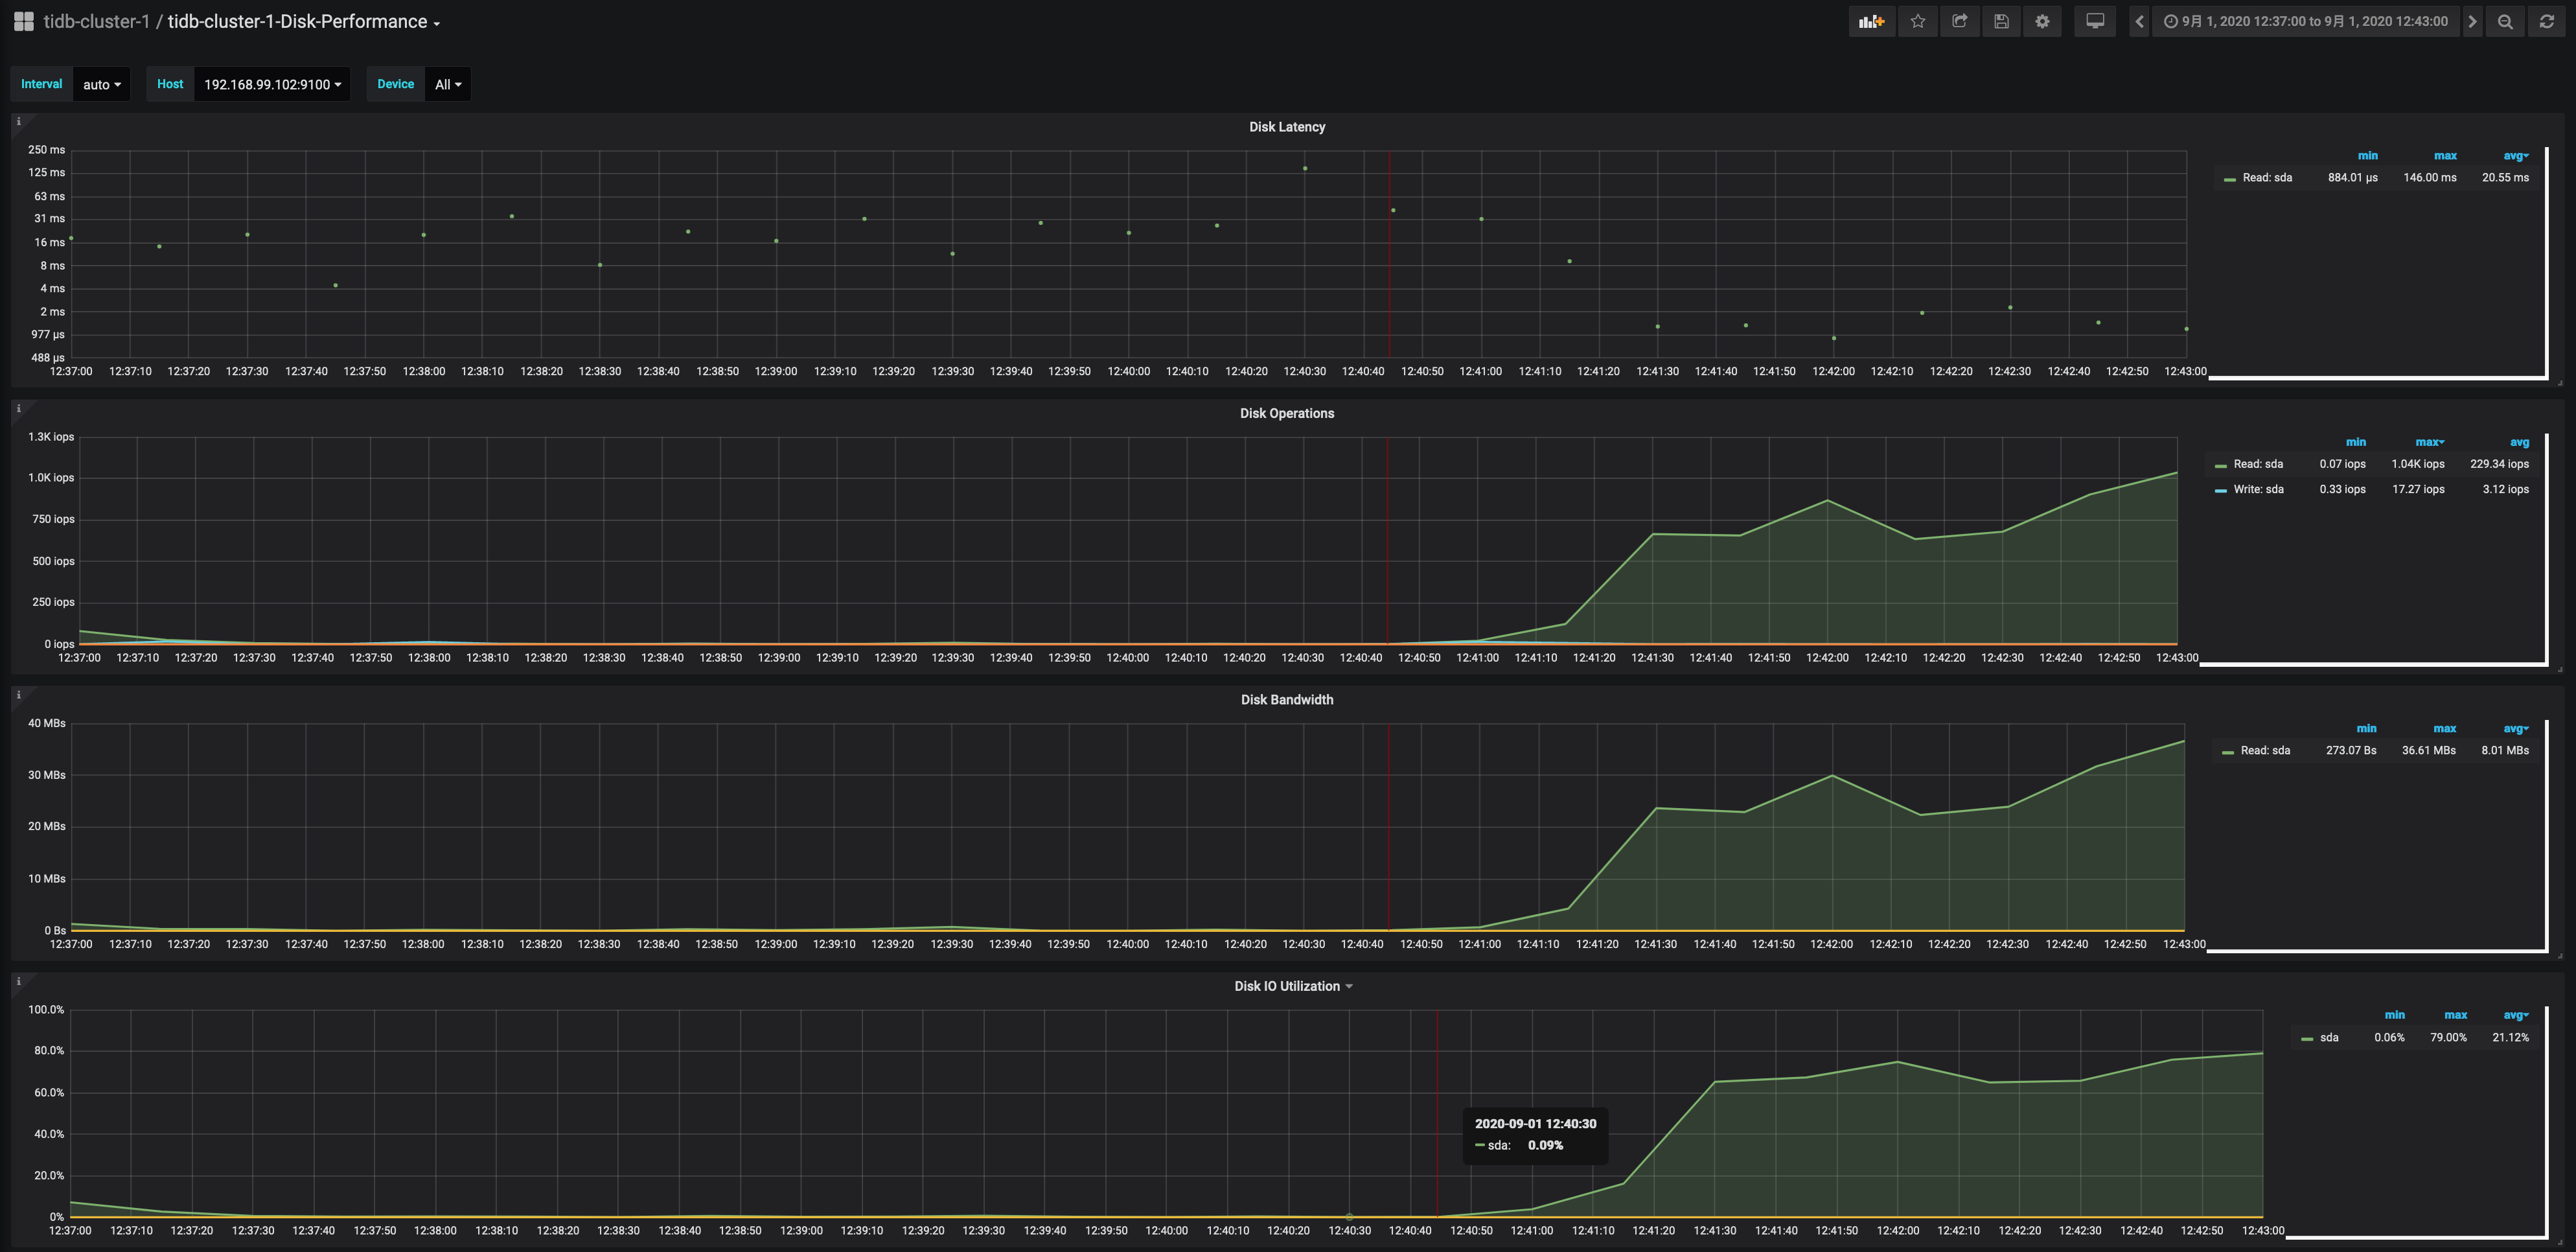 tidb-cluster-1 / tidb-cluster-1-Disk-Performance
9月 1, 2020 12:37:00 to 9月 1, 2020 12:43:00
Interval auto Host 192.168.99.102:9100 Device All
Disk Latency
250 ms
125 ms
63 ms
31 ms
16 ms
8 ms
4 ms
2 ms
977 µs
488 µs
12:37:00 12:37:10 12:37:20 12:37:30 12:37:40 12:37:50 12:38:00 12:38:10 12:38:20 12:38:30 12:38:40 12:38:50 12:39:00 12:39:10 12:39:20 12:39:30 12:39:40 12:39:50 12:40:00 12:40:10 12:40:20 12:40:30 12:40:40 12:40:50 12:41:00 12:41:10 12:41:20 12:41:30 12:41:40 12:41:50 12:42:00 12:42:10 12:42:20 12:42:30 12:42:40 12:42:50 12:43:00
min max avg
Read: sda 884.01 µs 146.00 ms 20.55 ms
Disk Operations
1.3K iops
1.0K iops
750 iops
500 iops
250 iops
0 iops
12:37:00 12:37:10 12:37:20 12:37:30 12:37:40 12:37:50 12:38:00 12:38:10 12:38:20 12:38:30 12:38:40 12:38:50 12:39:00 12:39:10 12:39:20 12:39:30 12:39:40 12:39:50 12:40:00 12:40:10 12:40:20 12:40:30 12:40:40 12:40:50 12:41:00 12:41:10 12:41:20 12:41:30 12:41:40 12:41:50 12:42:00 12:42:10 12:42:20 12:42:30 12:42:40 12:42:50 12:43:00
min max avg
Read: sda 0.07 iops 1.04K iops 229.34 iops
Write: sda 0.33 iops 17.27 iops 3.12 iops
Disk Bandwidth
40 MBs
30 MBs
20 MBs
10 MBs
0 Bs
12:37:00 12:37:10 12:37:20 12:37:30 12:37:40 12:37:50 12:38:00 12:38:10 12:38:20 12:38:30 12:38:40 12:38:50 12:39:00 12:39:10 12:39:20 12:39:30 12:39:40 12:39:50 12:40:00 12:40:10 12:40:20 12:40:30 12:40:40 12:40:50 12:41:00 12:41:10 12:41:20 12:41:30 12:41:40 12:41:50 12:42:00 12:42:10 12:42:20 12:42:30 12:42:40 12:42:50 12:43:00
min max avg
Read: sda 273.07 Bs 36.61 MBs 8.01 MBs
Disk IO Utilization
100.0%
80.0%
60.0%
40.0%
20.0%
0%
12:37:00 12:37:10 12:37:20 12:37:30 12:37:40 12:37:50 12:38:00 12:38:10 12:38:20 12:38:30 12:38:40 12:38:50 12:39:00 12:39:10 12:39:20 12:39:30 12:39:40 12:39:50 12:40:00 12:40:10 12:40:20 12:40:30 12:40:40 12:40:50 12:41:00 12:41:10 12:41:20 12:41:30 12:41:40 12:41:50 12:42:00 12:42:10 12:42:20 12:42:30 12:42:40 12:42:50 12:43:00
2020-09-01 12:40:30
sda: 0.09%
min max avg
sda 0.06% 79.00% 21.12%